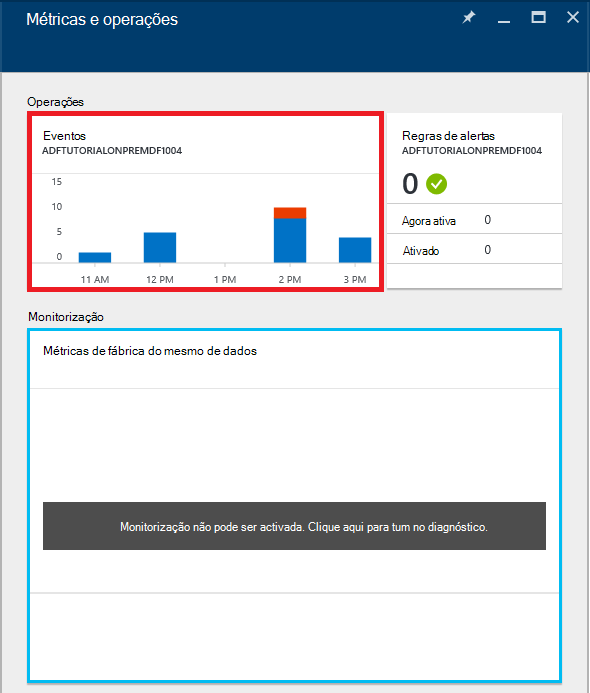 Métricas e operações
Operações
Eventos
ADFTUTORIALONPREMDF1004
15
10
5
0
11 AM 12 PM 1 PM 2 PM 3 PM
Regras de alertas
ADFTUTORIALONPREMDF1004
0
Agora ativa 0
Ativado 0
Monitorização
Métricas de fábrica do mesmo de dados
Monitorização não pode ser activada. Clique aqui para tum no diagnóstico.